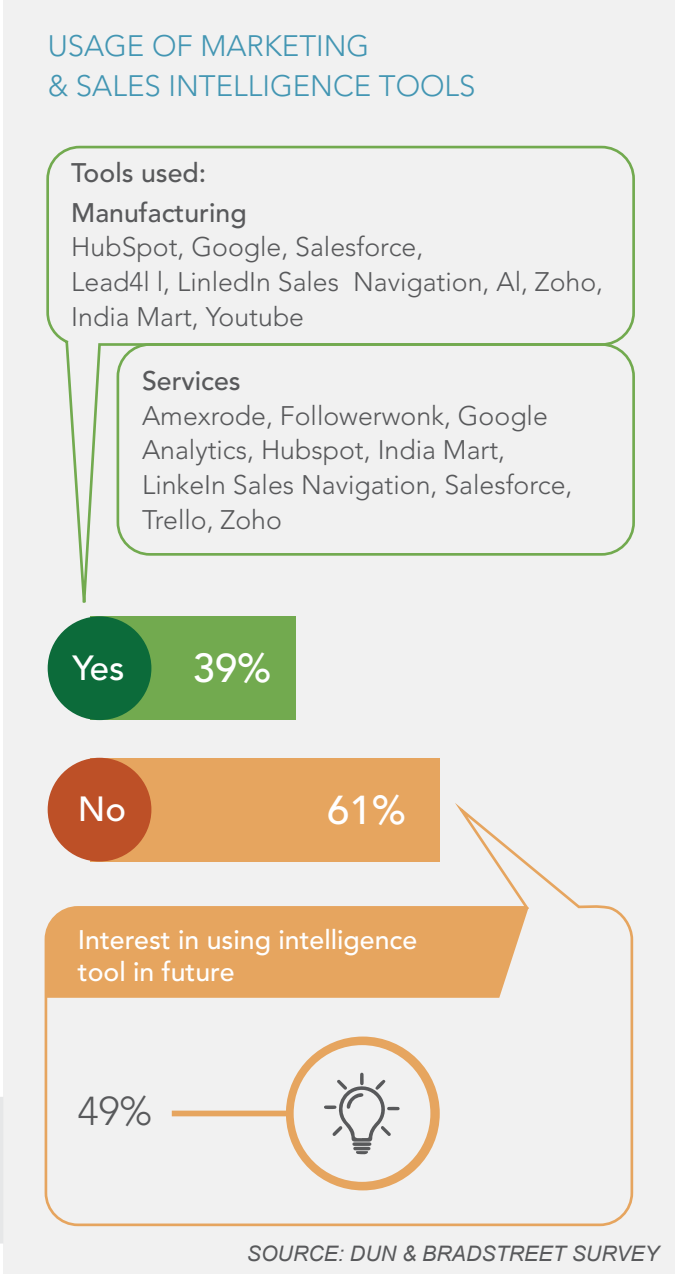 USAGE OF MARKETING
& SALES INTELLIGENCE TOOLS
Tools used:
Manufacturing
HubSpot, Google, Salesforce,
Lead4l l, LinledIn Sales  Navigation, Al, Zoho,
India Mart, Youtube
Services
Amexrode, Followerwonk, Google
Analytics, Hubspot, India Mart,
LinkeIn Sales Navigation, Salesforce,
Trello, Zoho
Yes 39%
No 61%
Interest in using intelligence
tool in future
49%
SOURCE: DUN & BRADSTREET SURVEY